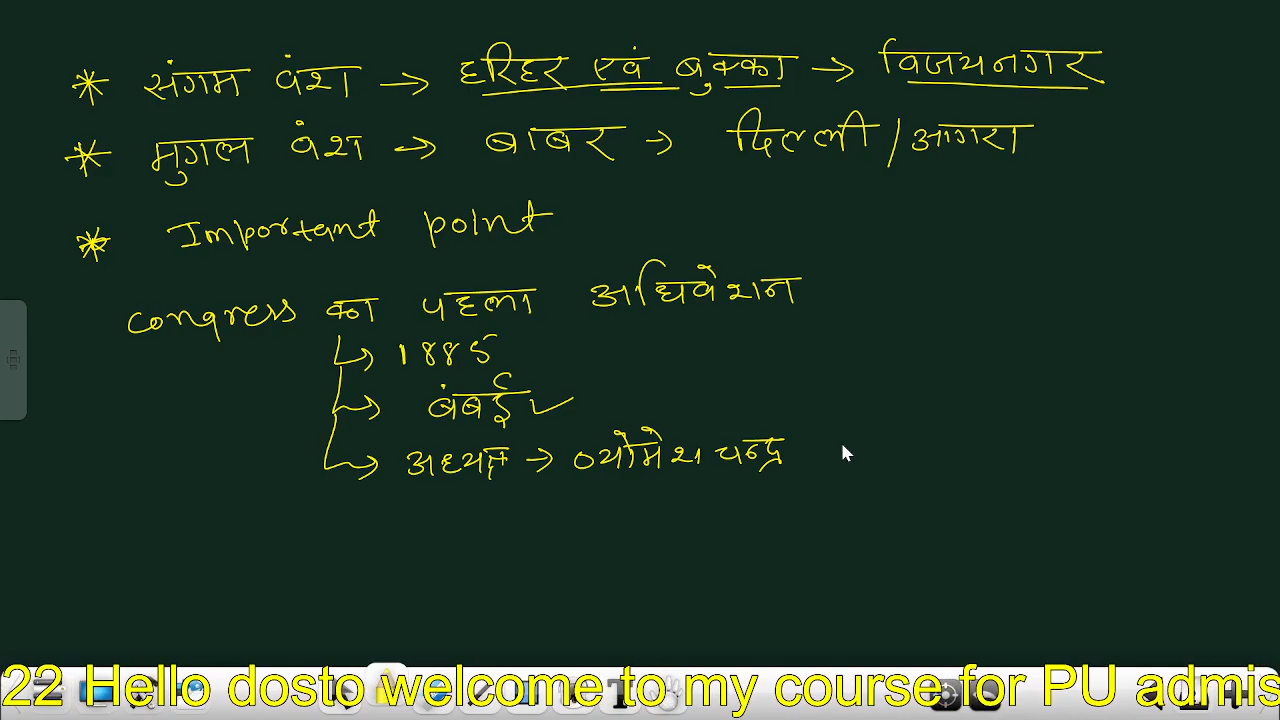 * संगम वंश → हरिहर एवं बुक्का → विजयनगर
* मुगल वंश → बाबर → दिल्ली/आगरा
* Important point
Congress का पहला अधिवेशन
↳ 1885
↳ बंबई ✓
↳ अध्यक्ष → व्योमेश चन्द्र
22 Hello dosto welcome to my course for PU admis